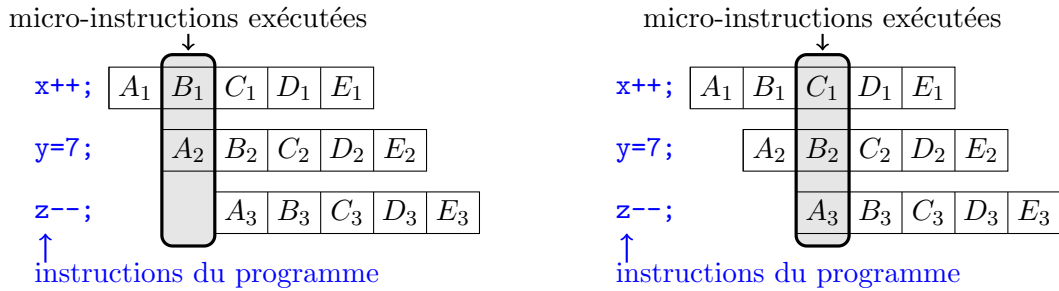 micro-instructions exécutées
x++; A₁ B₁ C₁ D₁ E₁
y=7; A₂ B₂ C₂ D₂ E₂
z--; A₃ B₃ C₃ D₃ E₃
instructions du programme
micro-instructions exécutées
x++; A₁ B₁ C₁ D₁ E₁
y=7; A₂ B₂ C₂ D₂ E₂
z--; A₃ B₃ C₃ D₃ E₃
instructions du programme